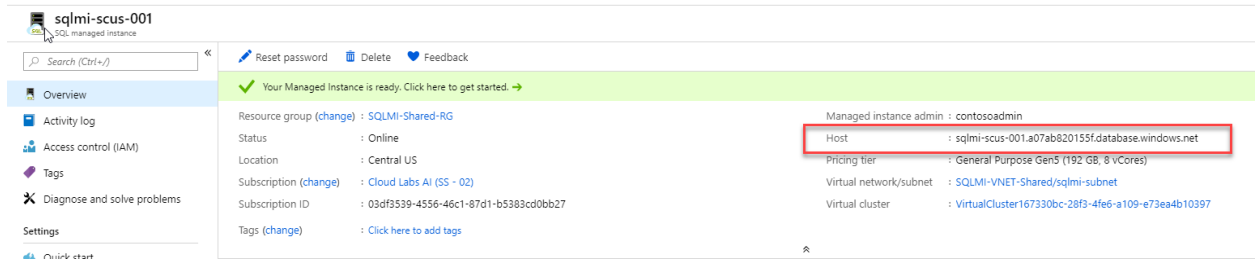 sqlmi-scus-001
SQL managed instance
Search (Ctrl+/)
«
Overview
Activity log
Access control (IAM)
Tags
Diagnose and solve problems
Settings
Quick start
Reset password Delete Feedback
Your Managed Instance is ready. Click here to get started. →
Resource group (change) : SQLMI-Shared-RG
Status : Online
Location : Central US
Subscription (change) : Cloud Labs AI (SS - 02)
Subscription ID : 03df3539-4556-46c1-87d1-b5383cd0bb27
Tags (change) : Click here to add tags
Managed instance admin : contosoadmin
Host : sqlmi-scus-001.a07ab820155f.database.windows.net
Pricing tier : General Purpose Gen5 (192 GB, 8 vCores)
Virtual network/subnet : SQLMI-VNET-Shared/sqlmi-subnet
Virtual cluster : VirtualCluster167330bc-28f3-4fe6-a109-e73ea4b10397